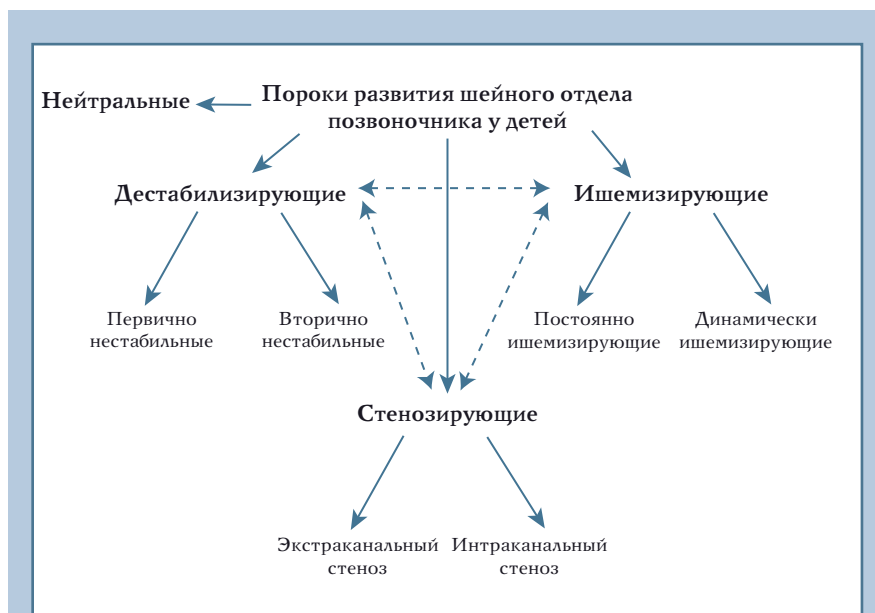 Пороки развития шейного отдела
позвоночника у детей
Нейтральные
Дестабилизирующие
Ишемизирующие
Первично
нестабильные
Вторично
нестабильные
Постоянно
ишемизирующие
Динамически
ишемизирующие
Стенозирующие
Экстраканальный
стеноз
Интраканальный
стеноз